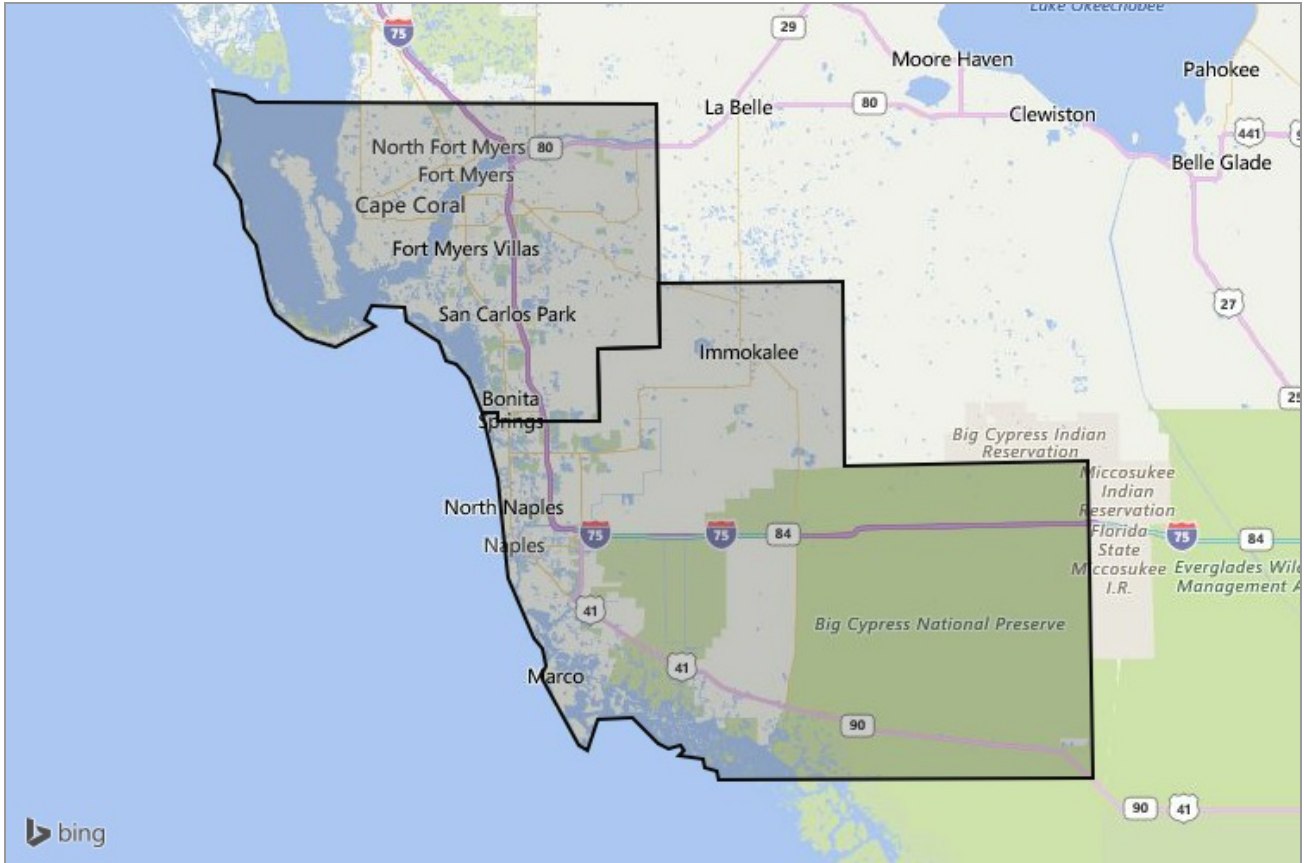 Lake Okeechobee
75
29
Moore Haven
Pahokee
La Belle
80
Clewiston
441
North Fort Myers
80
Belle Glade
Fort Myers
Cape Coral
Fort Myers Villas
27
San Carlos Park
Immokalee
Bonita
Springs
Big Cypress Indian
Reservation
Miccosukee
Indian
Reservation
Florida
State
Miccosukee
I.R.
North Naples
Naples
75
75
84
75
84
Everglades Wil
Management A
41
Big Cypress National Preserve
41
Marco
90
90
41
bing